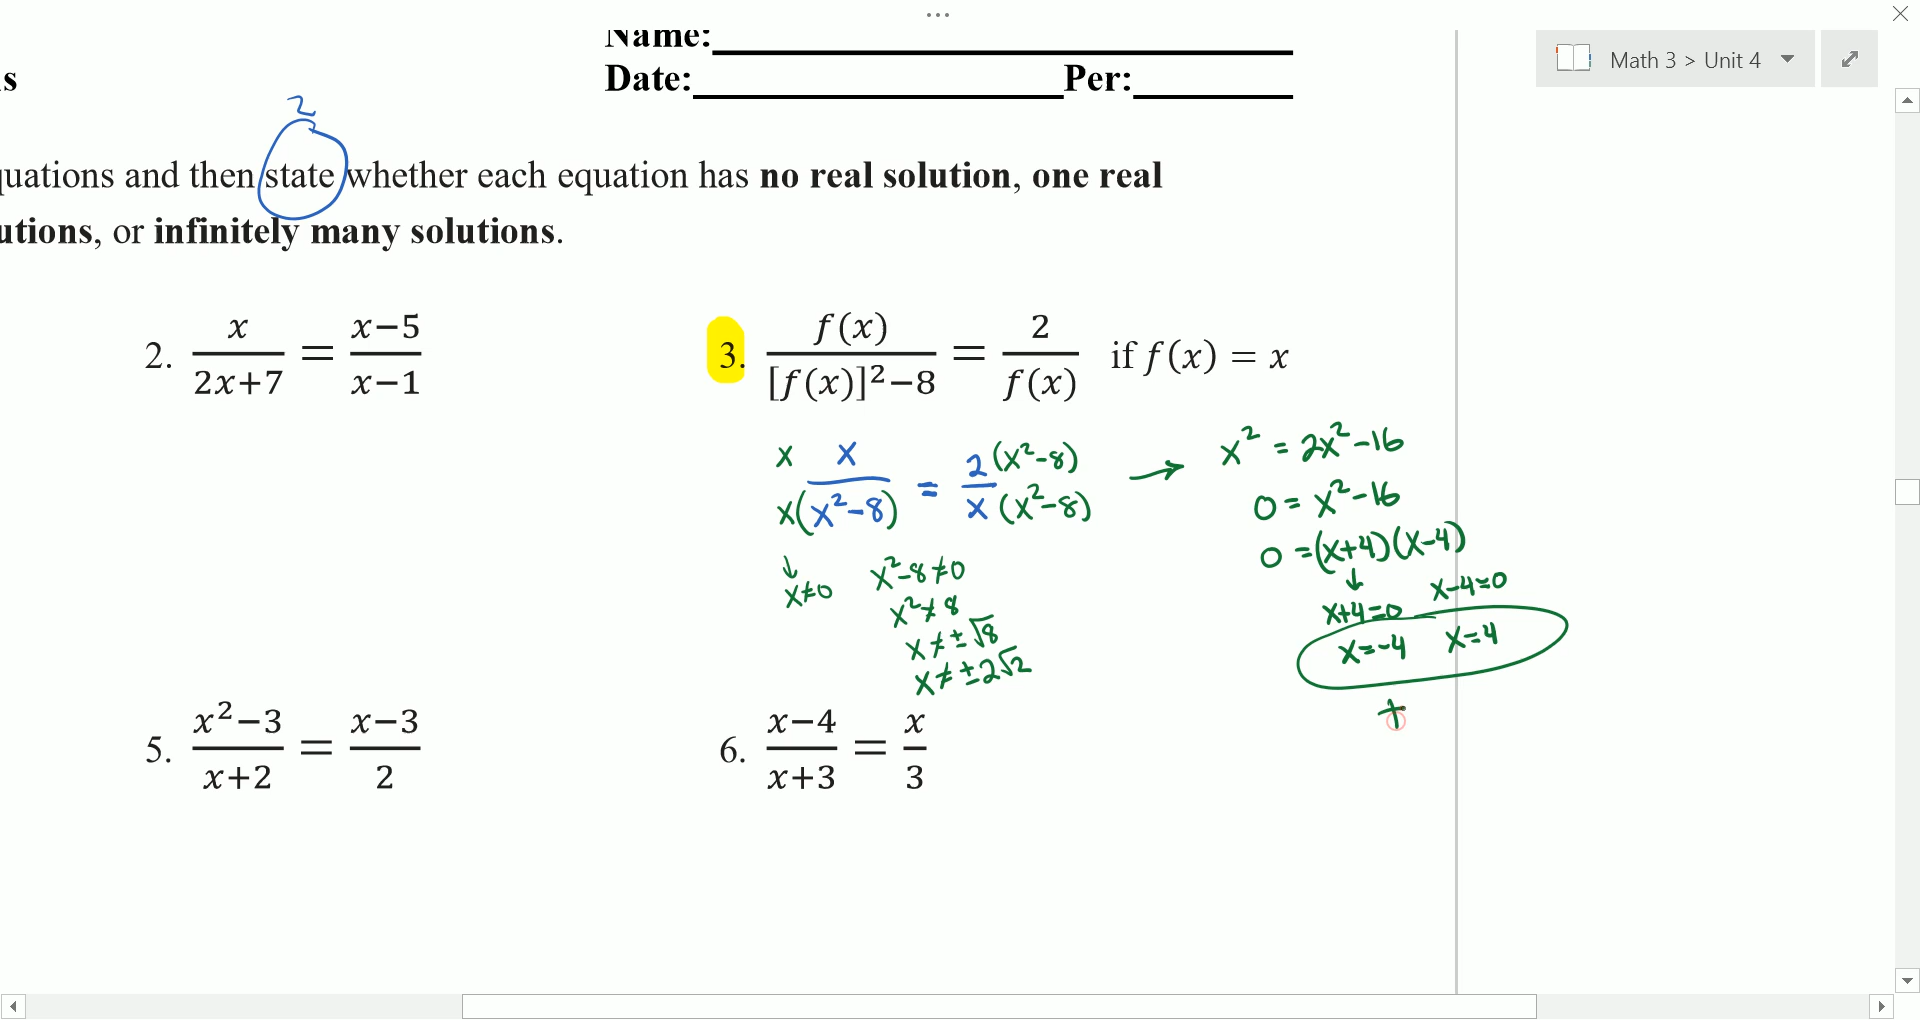 Name:
Math 3 > Unit 4
s
Date: Per:
2
quations and then state whether each equation has no real solution, one real
utions, or infinitely many solutions.
2. x/(2x+7) = (x−5)/(x−1)
3. f(x)/([f(x)]²−8) = 2/f(x) if f(x) = x
x x / x(x²-8) = 2(x²-8) / x(x²-8) → x² = 2x²-16
0 = x²-16
0 = (x+4)(x-4)
↓
x+4=0 x-4=0
x=-4 x=4
↓
x≠0
x²-8≠0
x²≠8
x≠±√8
x≠±2√2
5. (x²−3)/(x+2) = (x−3)/2
6. (x−4)/(x+3) = x/3